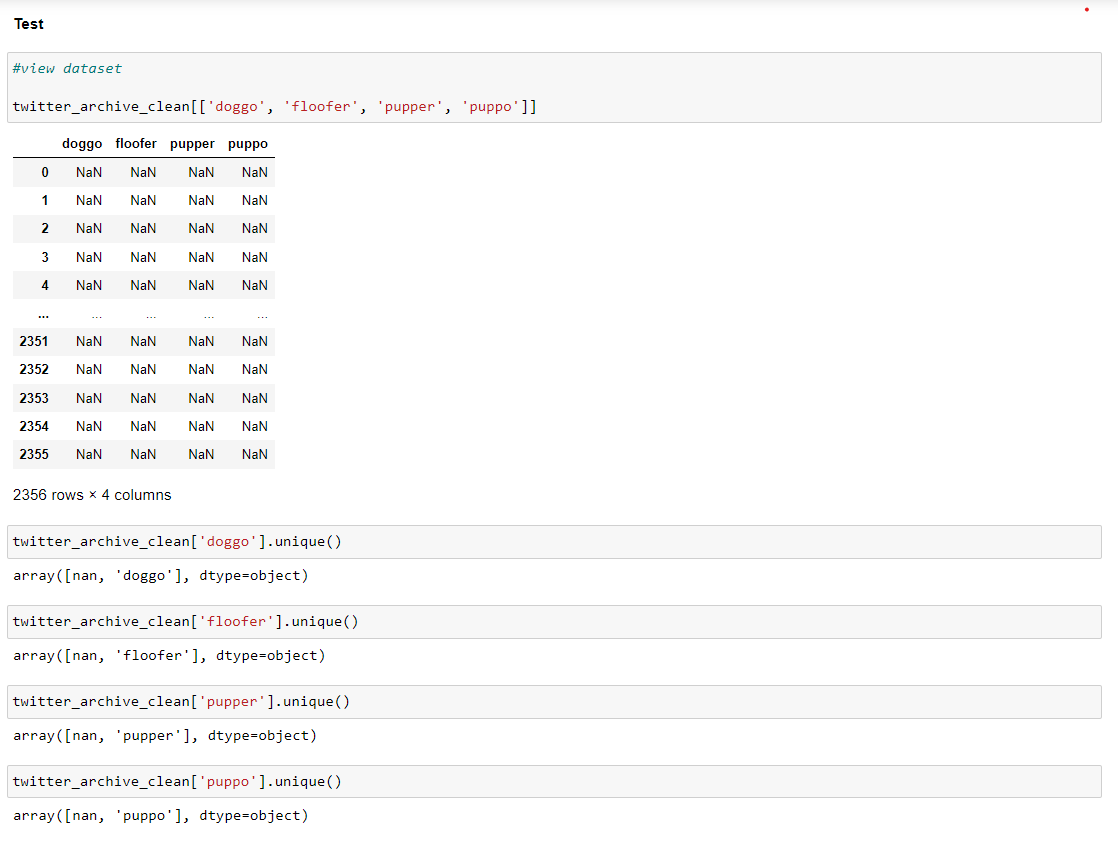 Test
#view dataset
twitter_archive_clean[['doggo', 'floofer', 'pupper', 'puppo']]
doggo floofer pupper puppo
0 NaN NaN NaN NaN
1 NaN NaN NaN NaN
2 NaN NaN NaN NaN
3 NaN NaN NaN NaN
4 NaN NaN NaN NaN
... ... ... ... ...
2351 NaN NaN NaN NaN
2352 NaN NaN NaN NaN
2353 NaN NaN NaN NaN
2354 NaN NaN NaN NaN
2355 NaN NaN NaN NaN
2356 rows × 4 columns
twitter_archive_clean['doggo'].unique()
array([nan, 'doggo'], dtype=object)
twitter_archive_clean['floofer'].unique()
array([nan, 'floofer'], dtype=object)
twitter_archive_clean['pupper'].unique()
array([nan, 'pupper'], dtype=object)
twitter_archive_clean['puppo'].unique()
array([nan, 'puppo'], dtype=object)